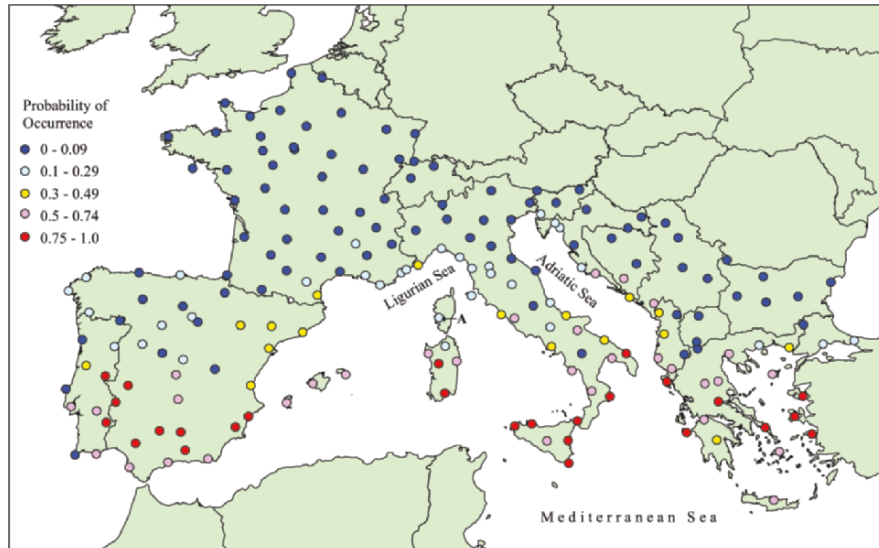 Probability of
Occurrence
0 - 0.09
0.1 - 0.29
0.3 - 0.49
0.5 - 0.74
0.75 - 1.0
Ligurian Sea
Adriatic Sea
A
Mediterranean Sea